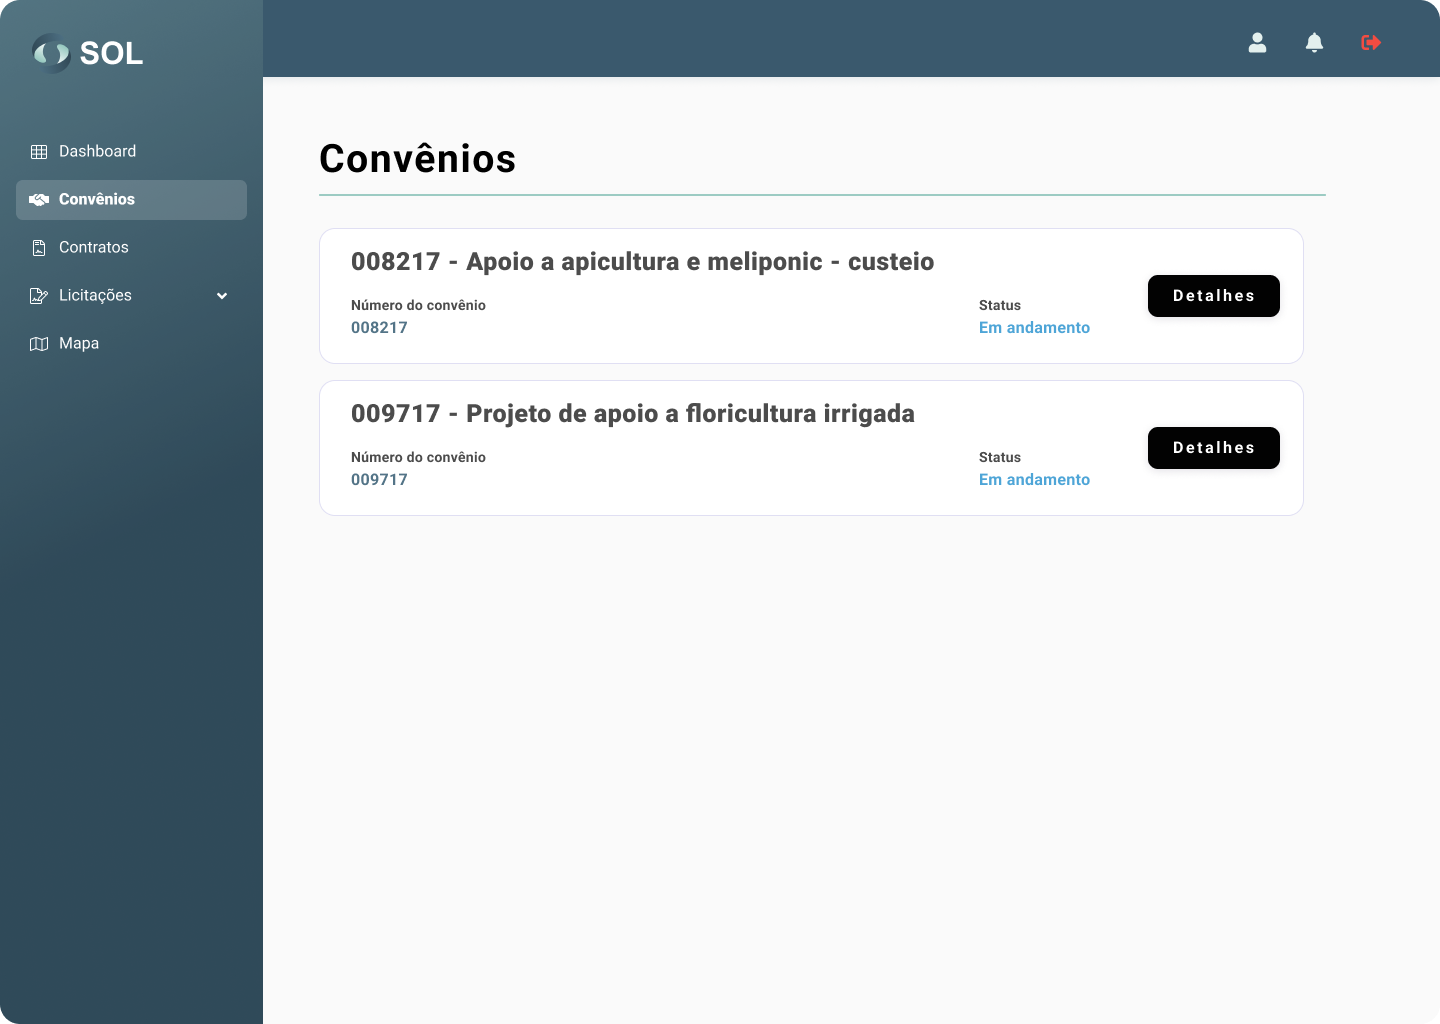 SOL
Dashboard
Convênios
Contratos
Licitações
Mapa
Convênios
008217 - Apoio a apicultura e meliponic - custeio
Número do convênio
008217
Status
Em andamento
Detalhes
009717 - Projeto de apoio a floricultura irrigada
Número do convênio
009717
Status
Em andamento
Detalhes